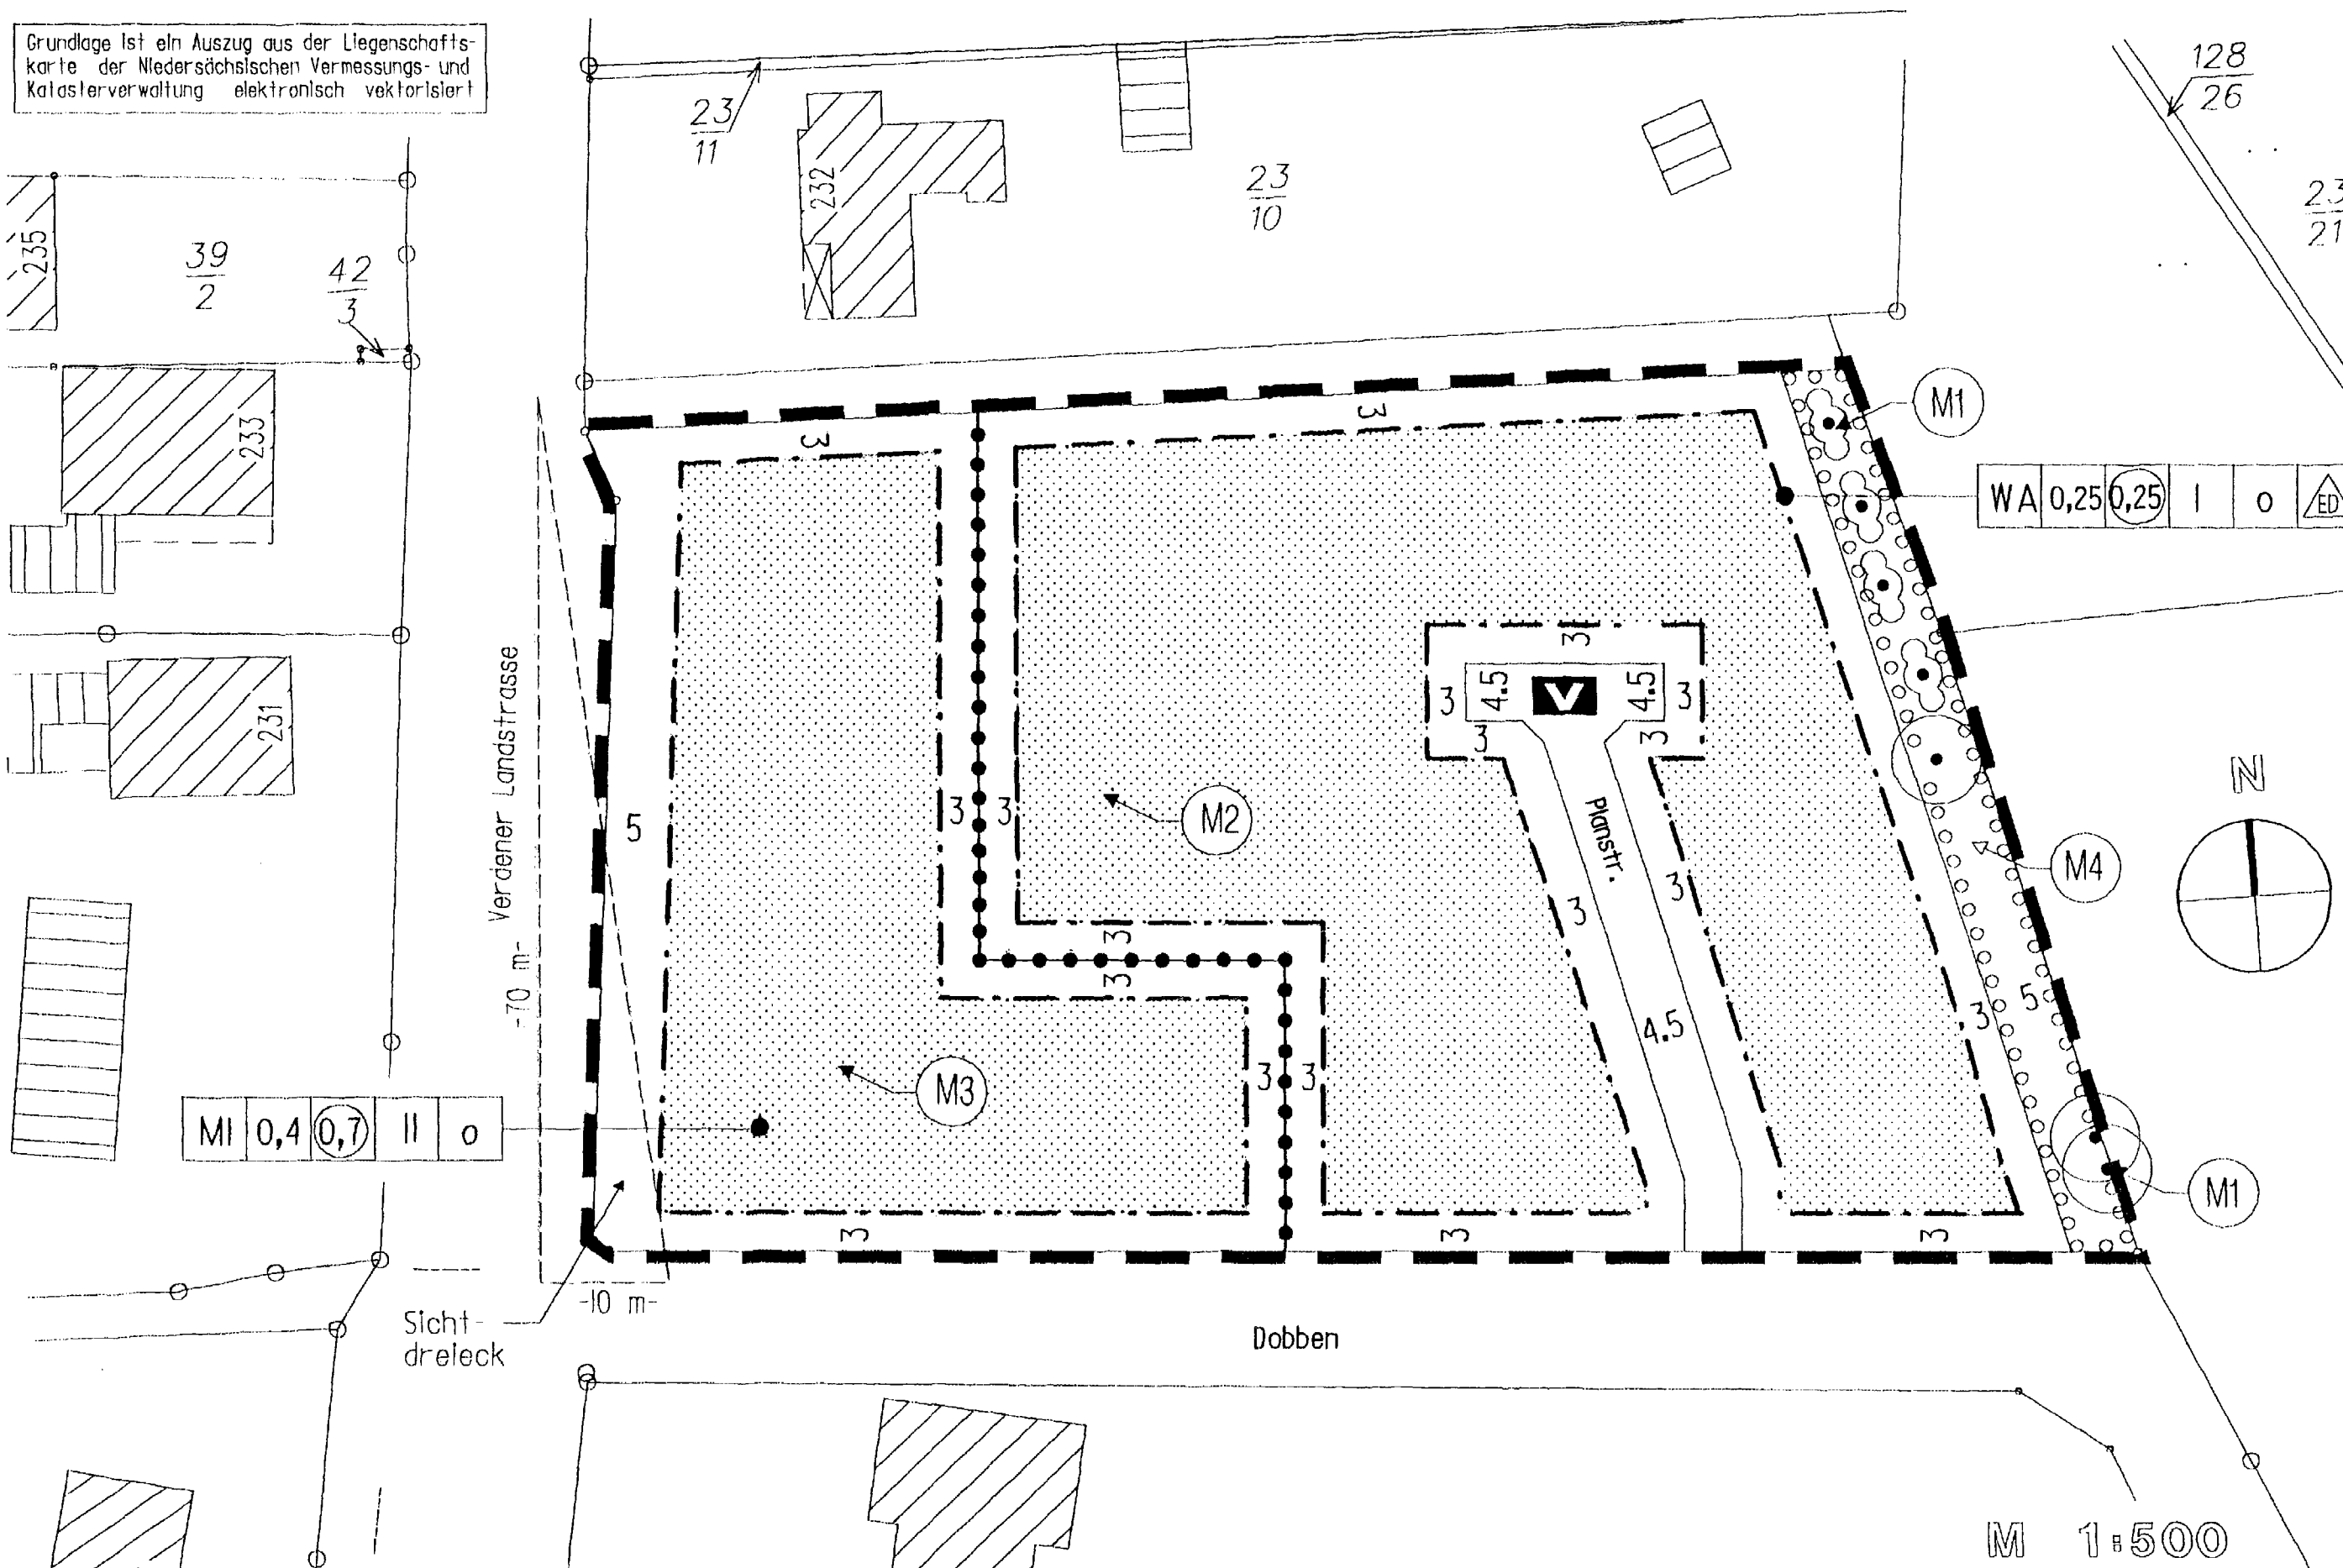 Grundlage ist ein Auszug aus der Liegenschafts-
karte der Niedersächsischen Vermessungs- und
Katasterverwaltung elektronisch vektorisiert
23
11
232
23
10
128
26
23
21
235
39
2
42
3
233
231
M1
WA 0,25 0,25 I o ED
3
3
3
4.5
V
4.5
3
3
3
3
Verdener Landstrasse
-70 m-
5
3
3
M2
Planstr.
3
3
M4
N
3
3
4.5
3
5
M3
3
3
MI 0,4 0,7 II o
M1
3
3
3
-10 m-
Sicht-
dreieck
Dobben
M 1:500